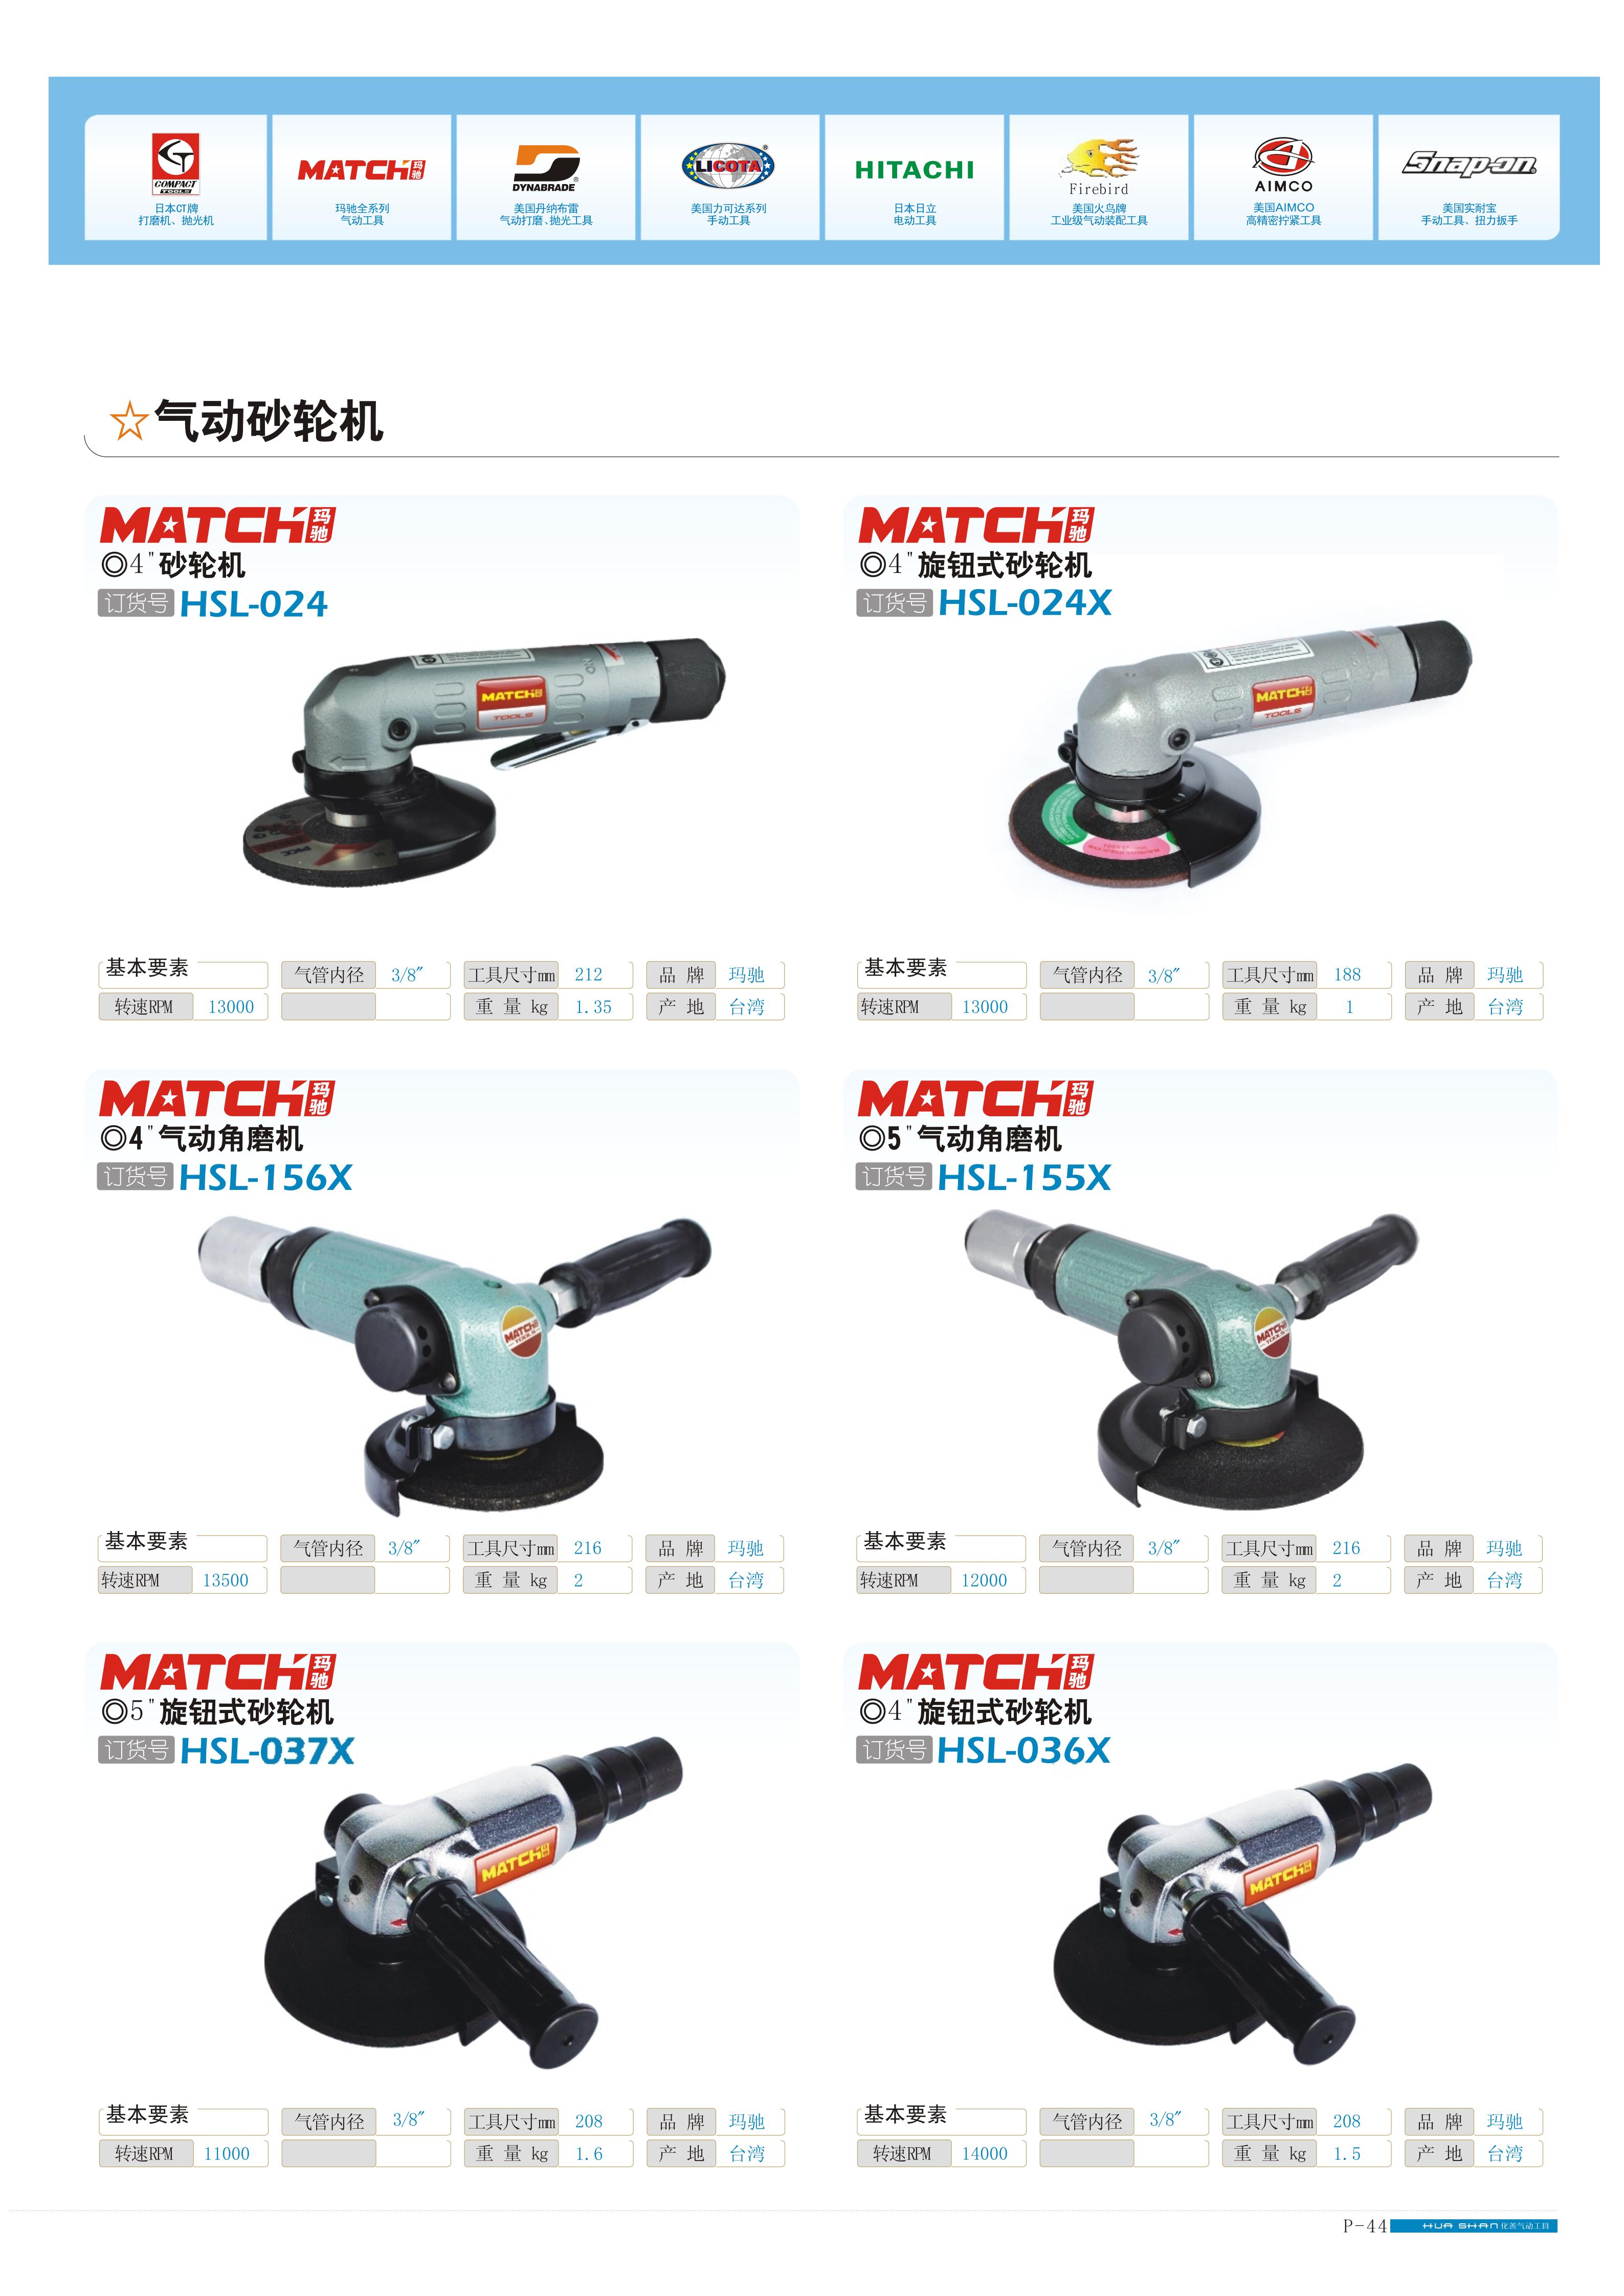 COMPACT
TOOLS
日本CT牌
打磨机、抛光机
MATCH玛驰
玛驰全系列
气动工具
DYNABRADE®
美国丹纳布雷
气动打磨、抛光工具
LICOTA®
美国力可达系列
手动工具
HITACHI
日本日立
电动工具
Firebird
美国火鸟牌
工业级气动装配工具
AIMCO
美国AIMCO
高精密拧紧工具
Snap-on®
美国实耐宝
手动工具、扭力扳手
☆气动砂轮机
MATCH玛驰
◎4"砂轮机
订货号 HSL-024
MATCH
TOOLS
基本要素 气管内径 3/8″ 工具尺寸mm 212 品 牌 玛驰
转速RPM 13000 重 量 kg 1.35 产 地 台湾
MATCH玛驰
◎4"旋钮式砂轮机
订货号 HSL-024X
MATCH
TOOLS
基本要素 气管内径 3/8″ 工具尺寸mm 188 品 牌 玛驰
转速RPM 13000 重 量 kg 1 产 地 台湾
MATCH玛驰
◎4"气动角磨机
订货号 HSL-156X
MATCH
TOOLS
基本要素 气管内径 3/8″ 工具尺寸mm 216 品 牌 玛驰
转速RPM 13500 重 量 kg 2 产 地 台湾
MATCH玛驰
◎5"气动角磨机
订货号 HSL-155X
MATCH
TOOLS
基本要素 气管内径 3/8″ 工具尺寸mm 216 品 牌 玛驰
转速RPM 12000 重 量 kg 2 产 地 台湾
MATCH玛驰
◎5"旋钮式砂轮机
订货号 HSL-037X
MATCH
基本要素 气管内径 3/8″ 工具尺寸mm 208 品 牌 玛驰
转速RPM 11000 重 量 kg 1.6 产 地 台湾
MATCH玛驰
◎4"旋钮式砂轮机
订货号 HSL-036X
MATCH
基本要素 气管内径 3/8″ 工具尺寸mm 208 品 牌 玛驰
转速RPM 14000 重 量 kg 1.5 产 地 台湾
P-44 HUA SHAN 化善气动工具